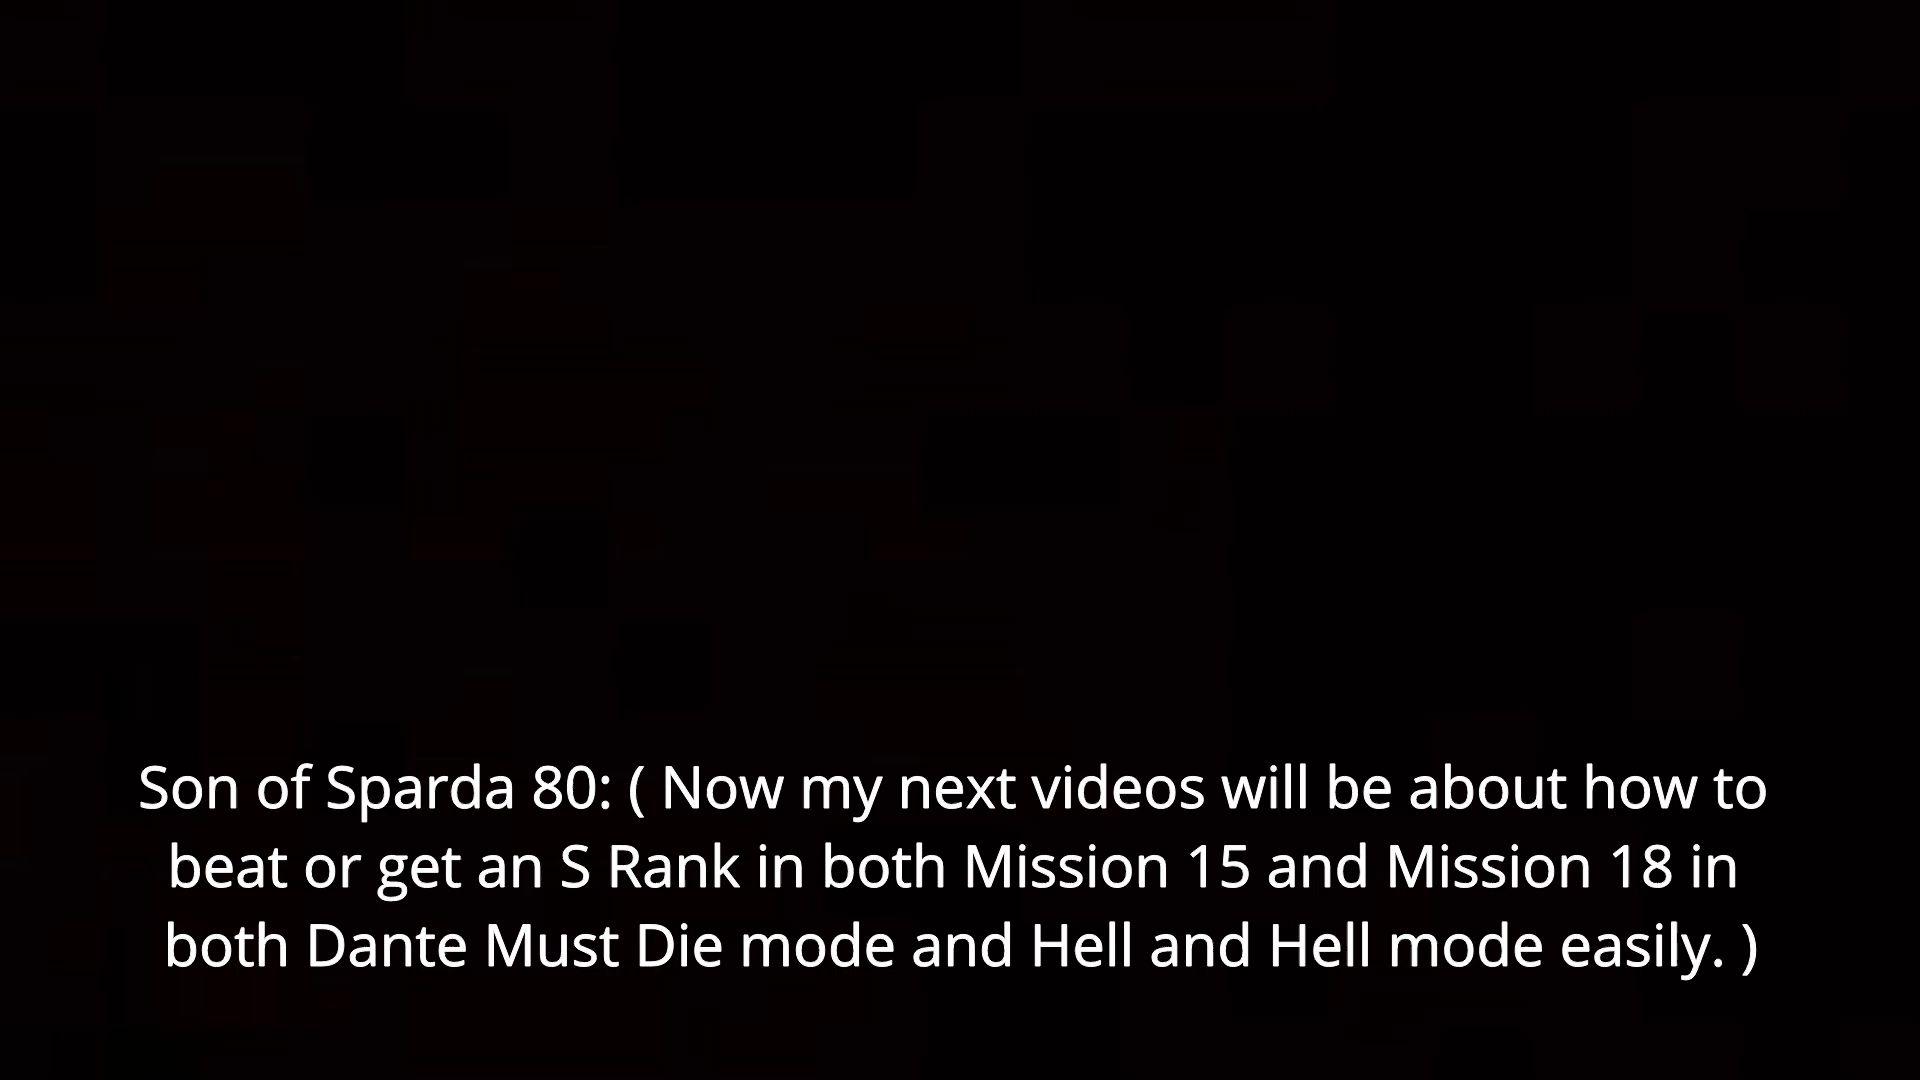 Son of Sparda 80: ( Now my next videos will be about how to
beat or get an S Rank in both Mission 15 and Mission 18 in
both Dante Must Die mode and Hell and Hell mode easily. )